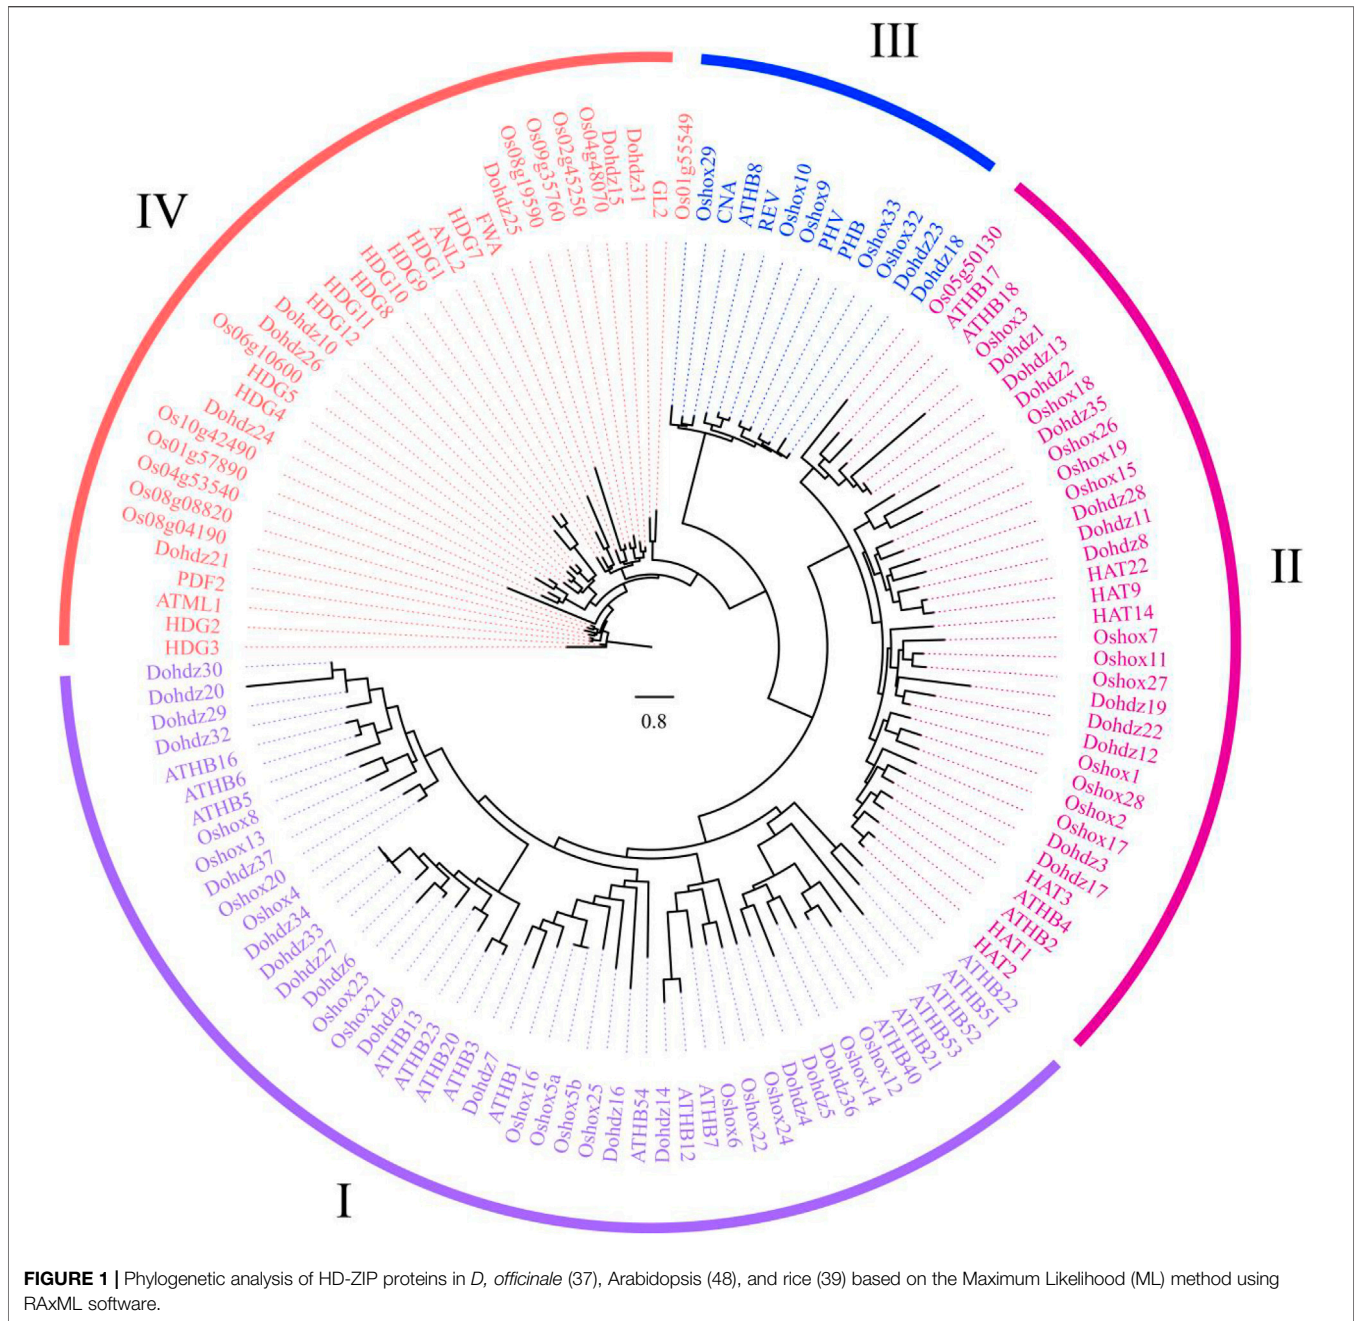 III
IV
II
I
Os01g55549
Oshox29
CNA
ATHB8
REV
Oshox10
Oshox9
PHV
PHB
Oshox33
Oshox32
Dohdz23
Dohdz18
Os05g50130
ATHB17
ATHB18
Oshox3
Dohdz1
Dohdz13
Dohdz2
Oshox18
Dohdz35
Oshox26
Oshox19
Oshox15
Dohdz28
Dohdz11
Dohdz8
HAT22
HAT9
HAT14
Oshox7
Oshox11
Oshox27
Dohdz19
Dohdz22
Dohdz12
Oshox1
Oshox28
Oshox2
Oshox17
Dohdz3
Dohdz17
HAT3
ATHB4
ATHB2
HAT1
HAT2
ATHB22
ATHB51
ATHB52
ATHB53
ATHB21
ATHB40
Oshox12
Oshox14
Dohdz36
Dohdz5
Dohdz4
Oshox24
Oshox22
Oshox6
ATHB7
ATHB12
Dohdz14
ATHB54
Dohdz16
Oshox25
Oshox5b
Oshox5a
Oshox16
ATHB1
Dohdz7
ATHB3
ATHB20
ATHB23
ATHB13
Dohdz9
Oshox21
Oshox23
Dohdz6
Dohdz27
Dohdz33
Dohdz34
Oshox4
Oshox20
Dohdz37
Oshox13
Oshox8
ATHB5
ATHB6
ATHB16
Dohdz32
Dohdz29
Dohdz20
Dohdz30
HDG3
HDG2
ATML1
PDF2
Dohdz21
Os08g04190
Os08g08820
Os04g53540
Os01g57890
Os10g42490
Dohdz24
HDG4
HDG5
Os06g10600
Dohdz26
Dohdz10
HDG12
HDG11
HDG8
HDG10
HDG9
HDG1
ANL2
HDG7
FWA
Dohdz25
Os08g19590
Os09g35760
Os02g45250
Os04g48070
Dohdz15
Dohdz31
GL2
0.8
FIGURE 1 | Phylogenetic analysis of HD-ZIP proteins in D, officinale (37), Arabidopsis (48), and rice (39) based on the Maximum Likelihood (ML) method using
RAxML software.